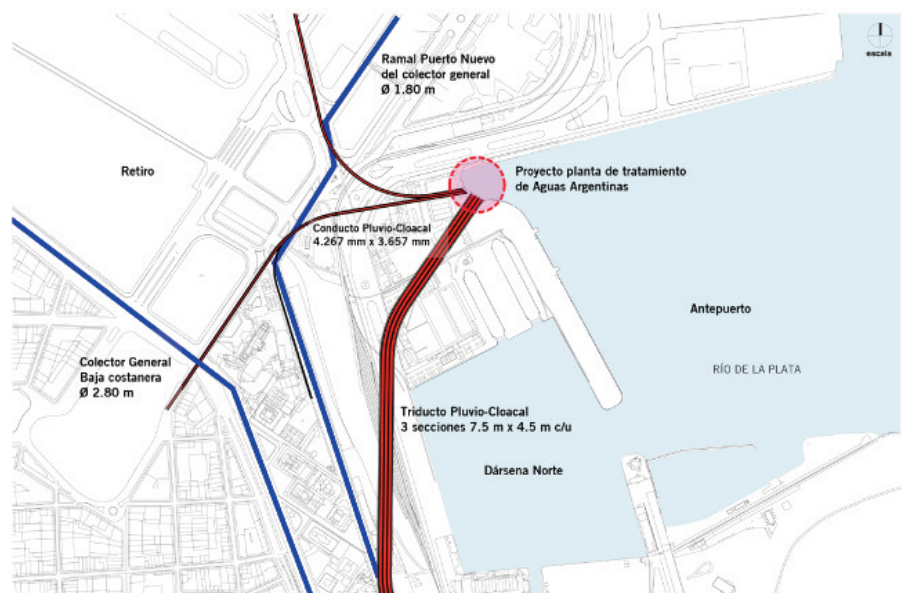 Ramal Puerto Nuevo
del colector general
Ø 1.80 m
escala
Retiro
Proyecto planta de tratamiento
de Aguas Argentinas
Conducto Pluvio-Cloacal
4.267 mm x 3.657 mm
Antepuerto
Colector General
Baja costanera
Ø 2.80 m
RÍO DE LA PLATA
Triducto Pluvio-Cloacal
3 secciones 7.5 m x 4.5 m c/u
Dársena Norte